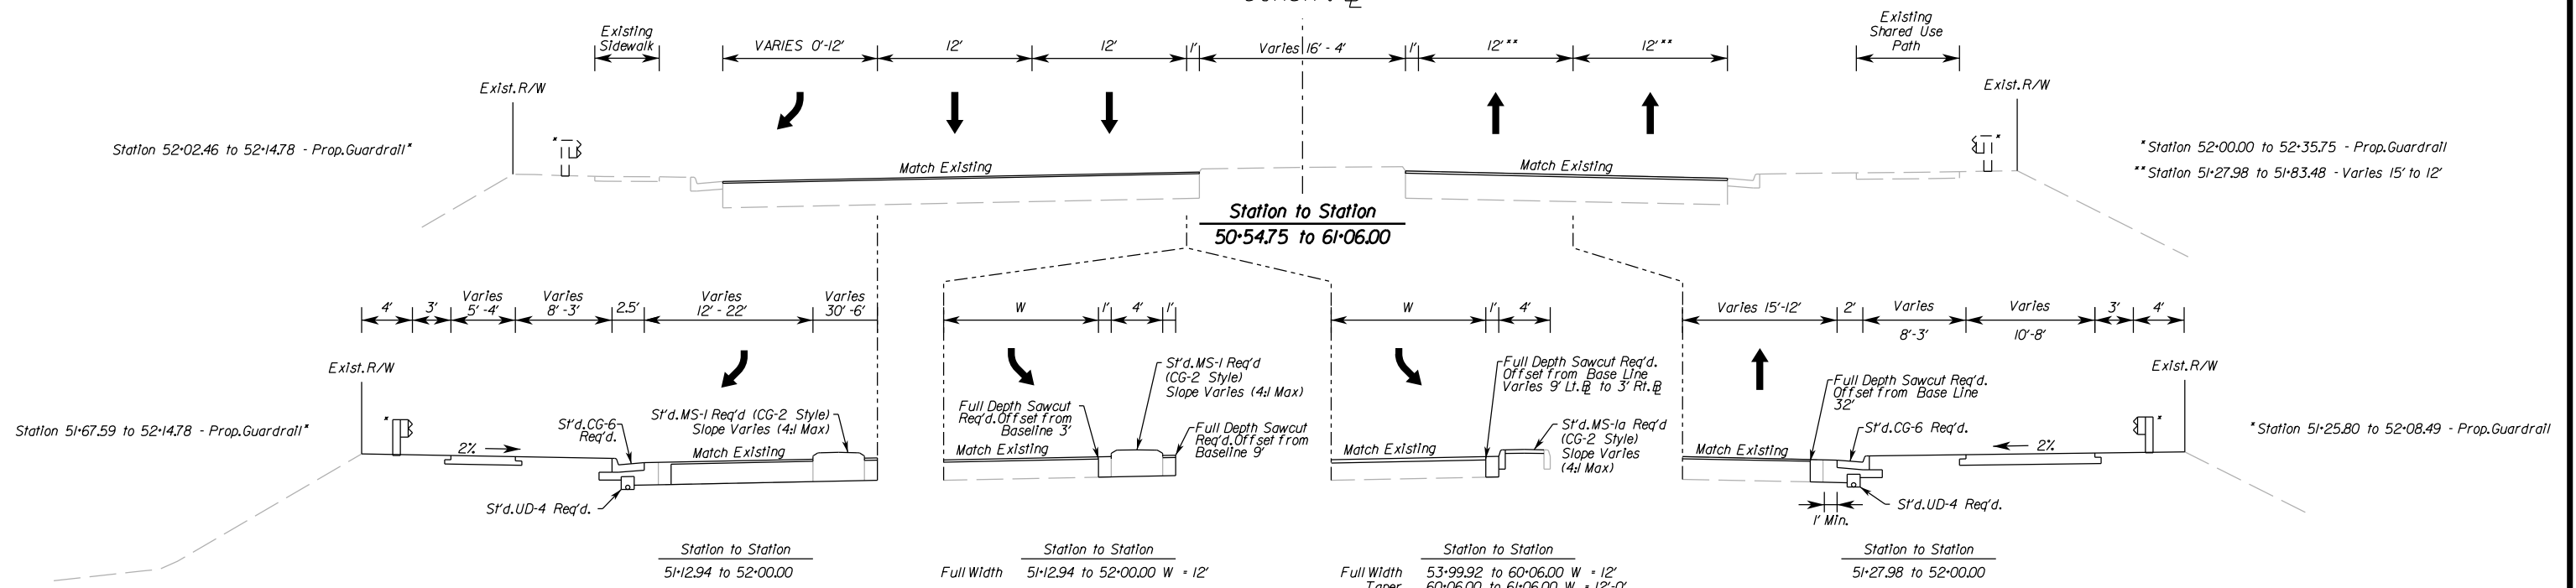 Existing
Sidewalk
VARIES 0'-12'
12'
12'
1'
Varies 16' - 4'
1'
12' **
12' **
Existing
Shared Use
Path
Exist. R/W
Exist. R/W
Station 52+02.46 to 52+14.78 - Prop. Guardrail*
*
*
* Station 52+00.00 to 52+35.75 - Prop. Guardrail
** Station 51+27.98 to 51+83.48 - Varies 15' to 12'
Match Existing
Match Existing
Station to Station
50+54.75 to 61+06.00
4'
3'
Varies
5'-4'
Varies
8'-3'
2.5'
Varies
12' - 22'
Varies
30'-6'
W
1'
4'
1'
W
1'
4'
Varies 15'-12'
2'
Varies
8'-3'
Varies
10'-8'
3'
4'
Exist. R/W
Exist. R/W
Station 51+67.59 to 52+14.78 - Prop. Guardrail*
*
2%
St'd. CG-6
Req'd.
St'd. MS-1 Req'd (CG-2 Style)
Slope Varies (4:1 Max)
Match Existing
St'd. UD-4 Req'd.
Full Depth Sawcut
Req'd. Offset from
Baseline 3'
Match Existing
St'd. MS-1 Req'd
(CG-2 Style)
Slope Varies (4:1 Max)
Full Depth Sawcut
Req'd. Offset from
Baseline 9'
Match Existing
Full Depth Sawcut Req'd.
Offset from Base Line
Varies 9' Lt. BL to 3' Rt. BL
St'd. MS-1a Req'd
(CG-2 Style)
Slope Varies
(4:1 Max)
Match Existing
Full Depth Sawcut Req'd.
Offset from Base Line
32'
St'd. CG-6 Req'd.
2%
*
* Station 51+25.80 to 52+08.49 - Prop. Guardrail
St'd. UD-4 Req'd.
1' Min.
Station to Station
51+12.94 to 52+00.00
Station to Station
Full Width 51+12.94 to 52+00.00 W = 12'
Station to Station
Full Width 53+99.92 to 60+06.00 W = 12'
Taper 60+06.00 to 61+06.00 W = 12'-0'
Station to Station
51+27.98 to 52+00.00